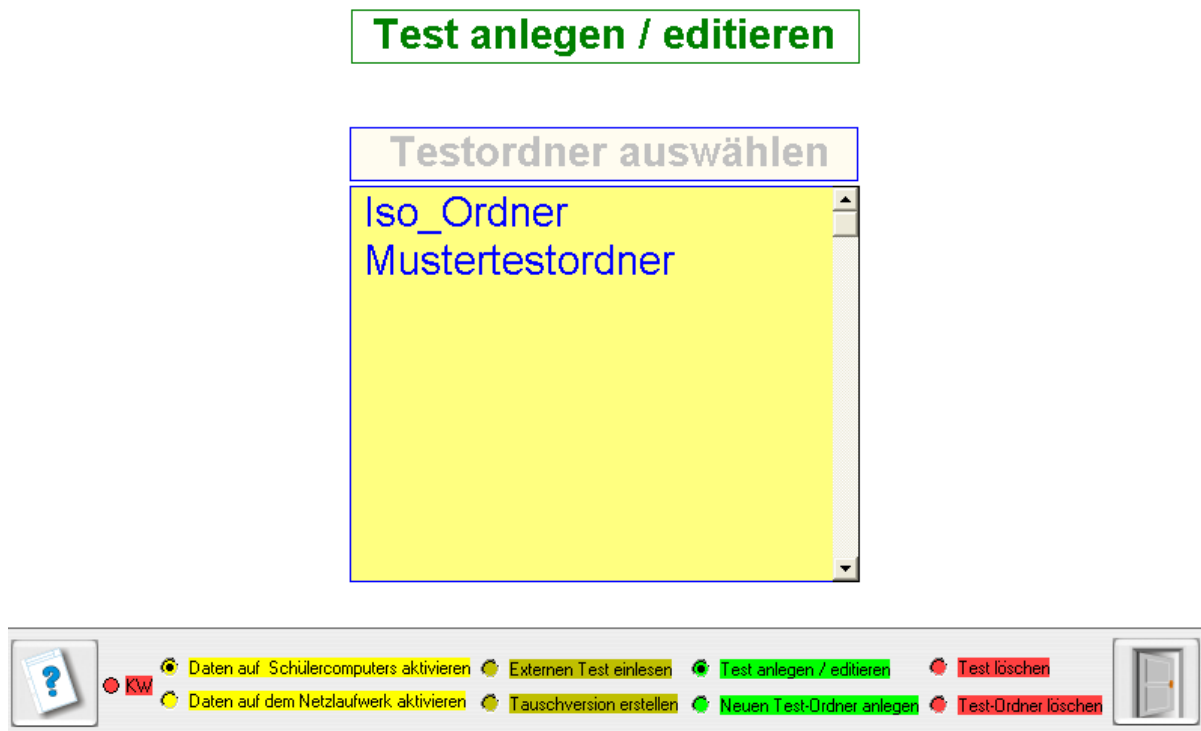 Test anlegen / editieren
Testordner auswählen
Iso_Ordner
Mustertestordner
KW
Daten auf Schülercomputers aktivieren
Externen Test einlesen
Test anlegen / editieren
Test löschen
Daten auf dem Netzlaufwerk aktivieren
Tauschversion erstellen
Neuen Test-Ordner anlegen
Test-Ordner löschen